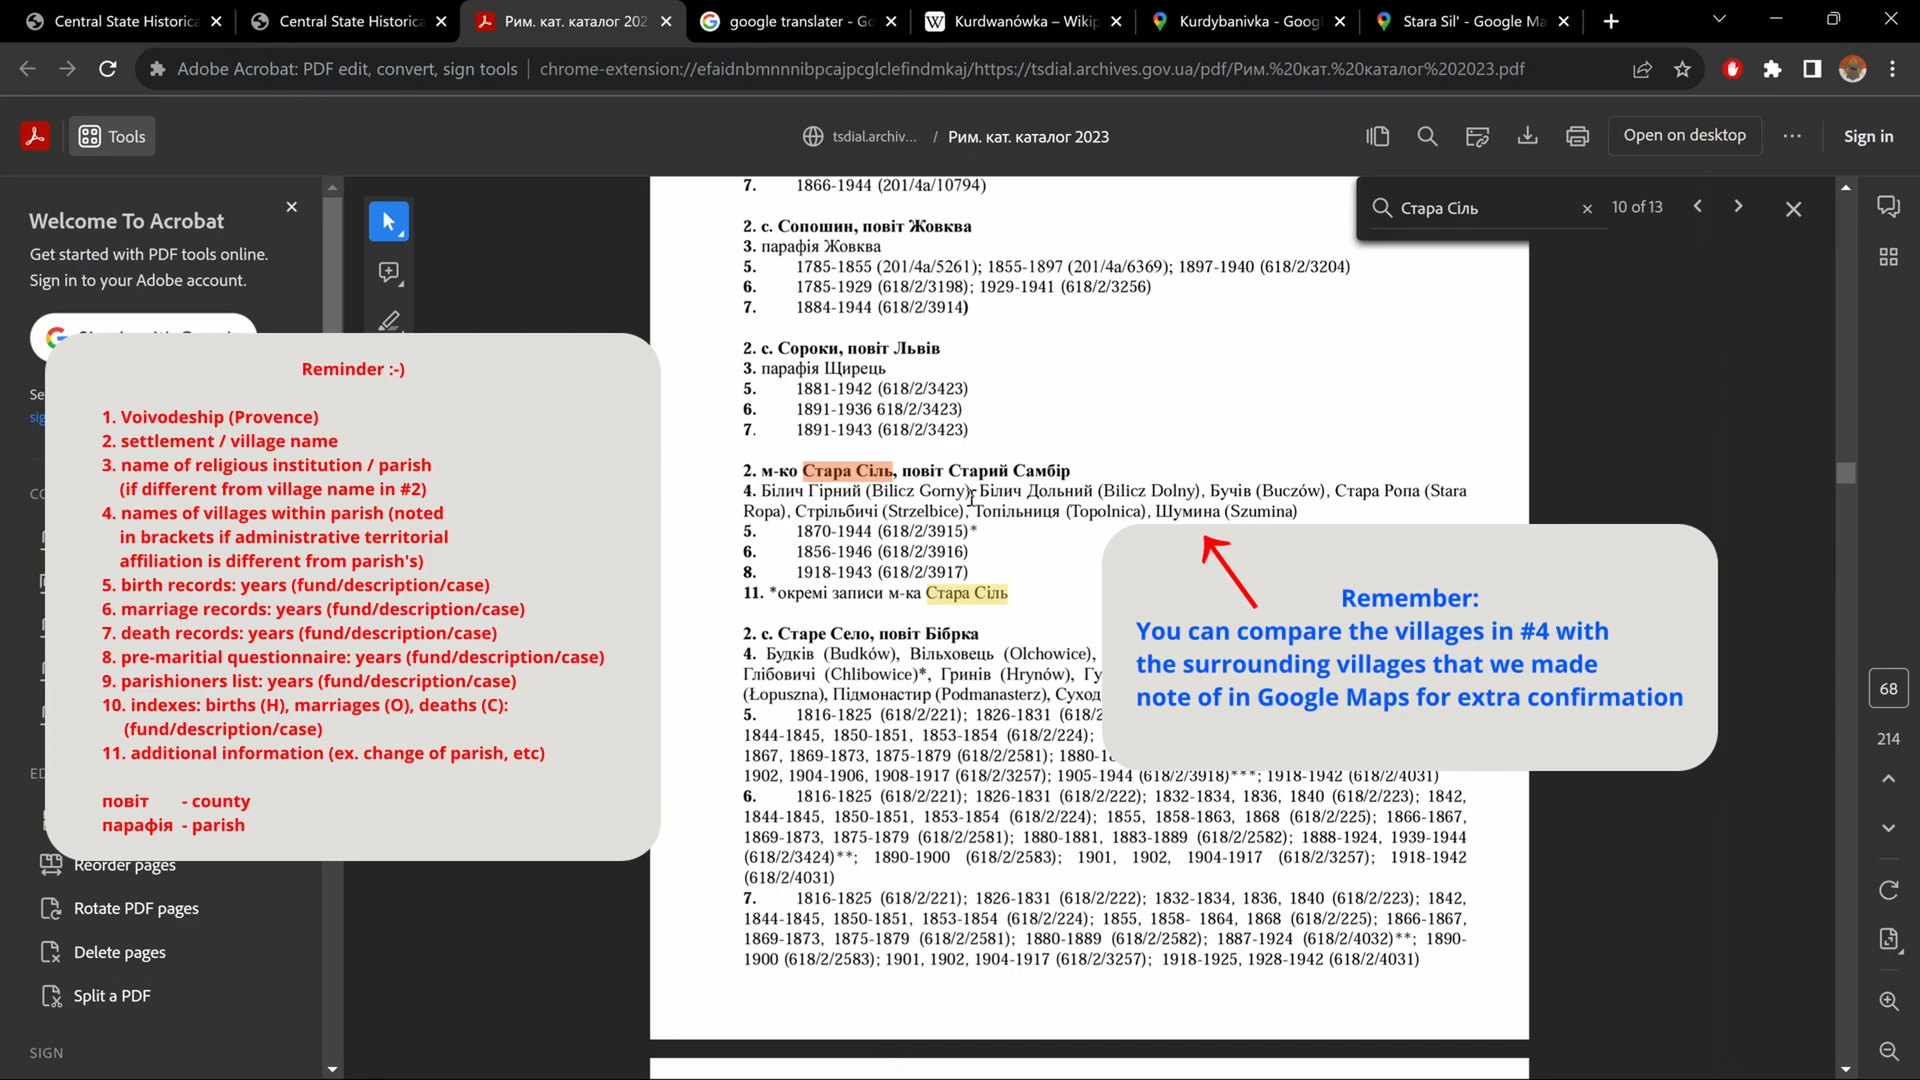 Central State Historica
Central State Historica
Рим. кат. каталог 202
google translater - Go
Kurdwanówka – Wikip
Kurdybanivka - Googl
Stara Sil' - Google Ma
Adobe Acrobat: PDF edit, convert, sign tools
chrome-extension://efaidnbmnnnibpcajpcglclefindmkaj/https://tsdial.archives.gov.ua/pdf/Рим.%20кат.%20каталог%202023.pdf
Tools
tsdial.archiv... / Рим. кат. каталог 2023
Open on desktop
Sign in
Welcome To Acrobat
Get started with PDF tools online.
Sign in to your Adobe account.
Стара Сіль
10 of 13
7. 1866-1944 (201/4а/10794)
2. с. Сопошин, повіт Жовква
3. парафія Жовква
5. 1785-1855 (201/4а/5261); 1855-1897 (201/4а/6369); 1897-1940 (618/2/3204)
6. 1785-1929 (618/2/3198); 1929-1941 (618/2/3256)
7. 1884-1944 (618/2/3914)
2. с. Сороки, повіт Львів
3. парафія Щирець
5. 1881-1942 (618/2/3423)
6. 1891-1936 618/2/3423)
7. 1891-1943 (618/2/3423)
2. м-ко Стара Сіль, повіт Старий Самбір
4. Білич Гірний (Bilicz Gorny), Білич Дольний (Bilicz Dolny), Бучів (Buczów), Стара Ропа (Stara
Ropa), Стрільбичі (Strzelbice), Топільниця (Topolnica), Шумина (Szumina)
5. 1870-1944 (618/2/3915)*
6. 1856-1946 (618/2/3916)
8. 1918-1943 (618/2/3917)
11. *окремі записи м-ка Стара Сіль
2. с. Старе Село, повіт Бібрка
4. Будків (Budków), Вільховець (Olchowice),
Глібовичі (Chlibowice)*, Гринів (Hrynów), Гу
(Łopuszna), Підмонастир (Podmanasterz), Суход
5. 1816-1825 (618/2/221); 1826-1831 (618/2
1844-1845, 1850-1851, 1853-1854 (618/2/224);
1867, 1869-1873, 1875-1879 (618/2/2581); 1880-1
1902, 1904-1906, 1908-1917 (618/2/3257); 1905-1944 (618/2/3918)***; 1918-1942 (618/2/4031)
6. 1816-1825 (618/2/221); 1826-1831 (618/2/222); 1832-1834, 1836, 1840 (618/2/223); 1842,
1844-1845, 1850-1851, 1853-1854 (618/2/224); 1855, 1858-1863, 1868 (618/2/225); 1866-1867,
1869-1873, 1875-1879 (618/2/2581); 1880-1881, 1883-1889 (618/2/2582); 1888-1924, 1939-1944
(618/2/3424)**; 1890-1900 (618/2/2583); 1901, 1902, 1904-1917 (618/2/3257); 1918-1942
(618/2/4031)
7. 1816-1825 (618/2/221); 1826-1831 (618/2/222); 1832-1834, 1836, 1840 (618/2/223); 1842,
1844-1845, 1850-1851, 1853-1854 (618/2/224); 1855, 1858- 1864, 1868 (618/2/225); 1866-1867,
1869-1873, 1875-1879 (618/2/2581); 1880-1889 (618/2/2582); 1887-1924 (618/2/4032)**; 1890-
1900 (618/2/2583); 1901, 1902, 1904-1917 (618/2/3257); 1918-1925, 1928-1942 (618/2/4031)
Reminder :-)
1. Voivodeship (Provence)
2. settlement / village name
3. name of religious institution / parish
(if different from village name in #2)
4. names of villages within parish (noted
in brackets if administrative territorial
affiliation is different from parish's)
5. birth records: years (fund/description/case)
6. marriage records: years (fund/description/case)
7. death records: years (fund/description/case)
8. pre-maritial questionnaire: years (fund/description/case)
9. parishioners list: years (fund/description/case)
10. indexes: births (H), marriages (O), deaths (C):
(fund/description/case)
11. additional information (ex. change of parish, etc)
повіт - county
парафія - parish
Remember:
You can compare the villages in #4 with
the surrounding villages that we made
note of in Google Maps for extra confirmation
Reorder pages
Rotate PDF pages
Delete pages
Split a PDF
SIGN
68
214